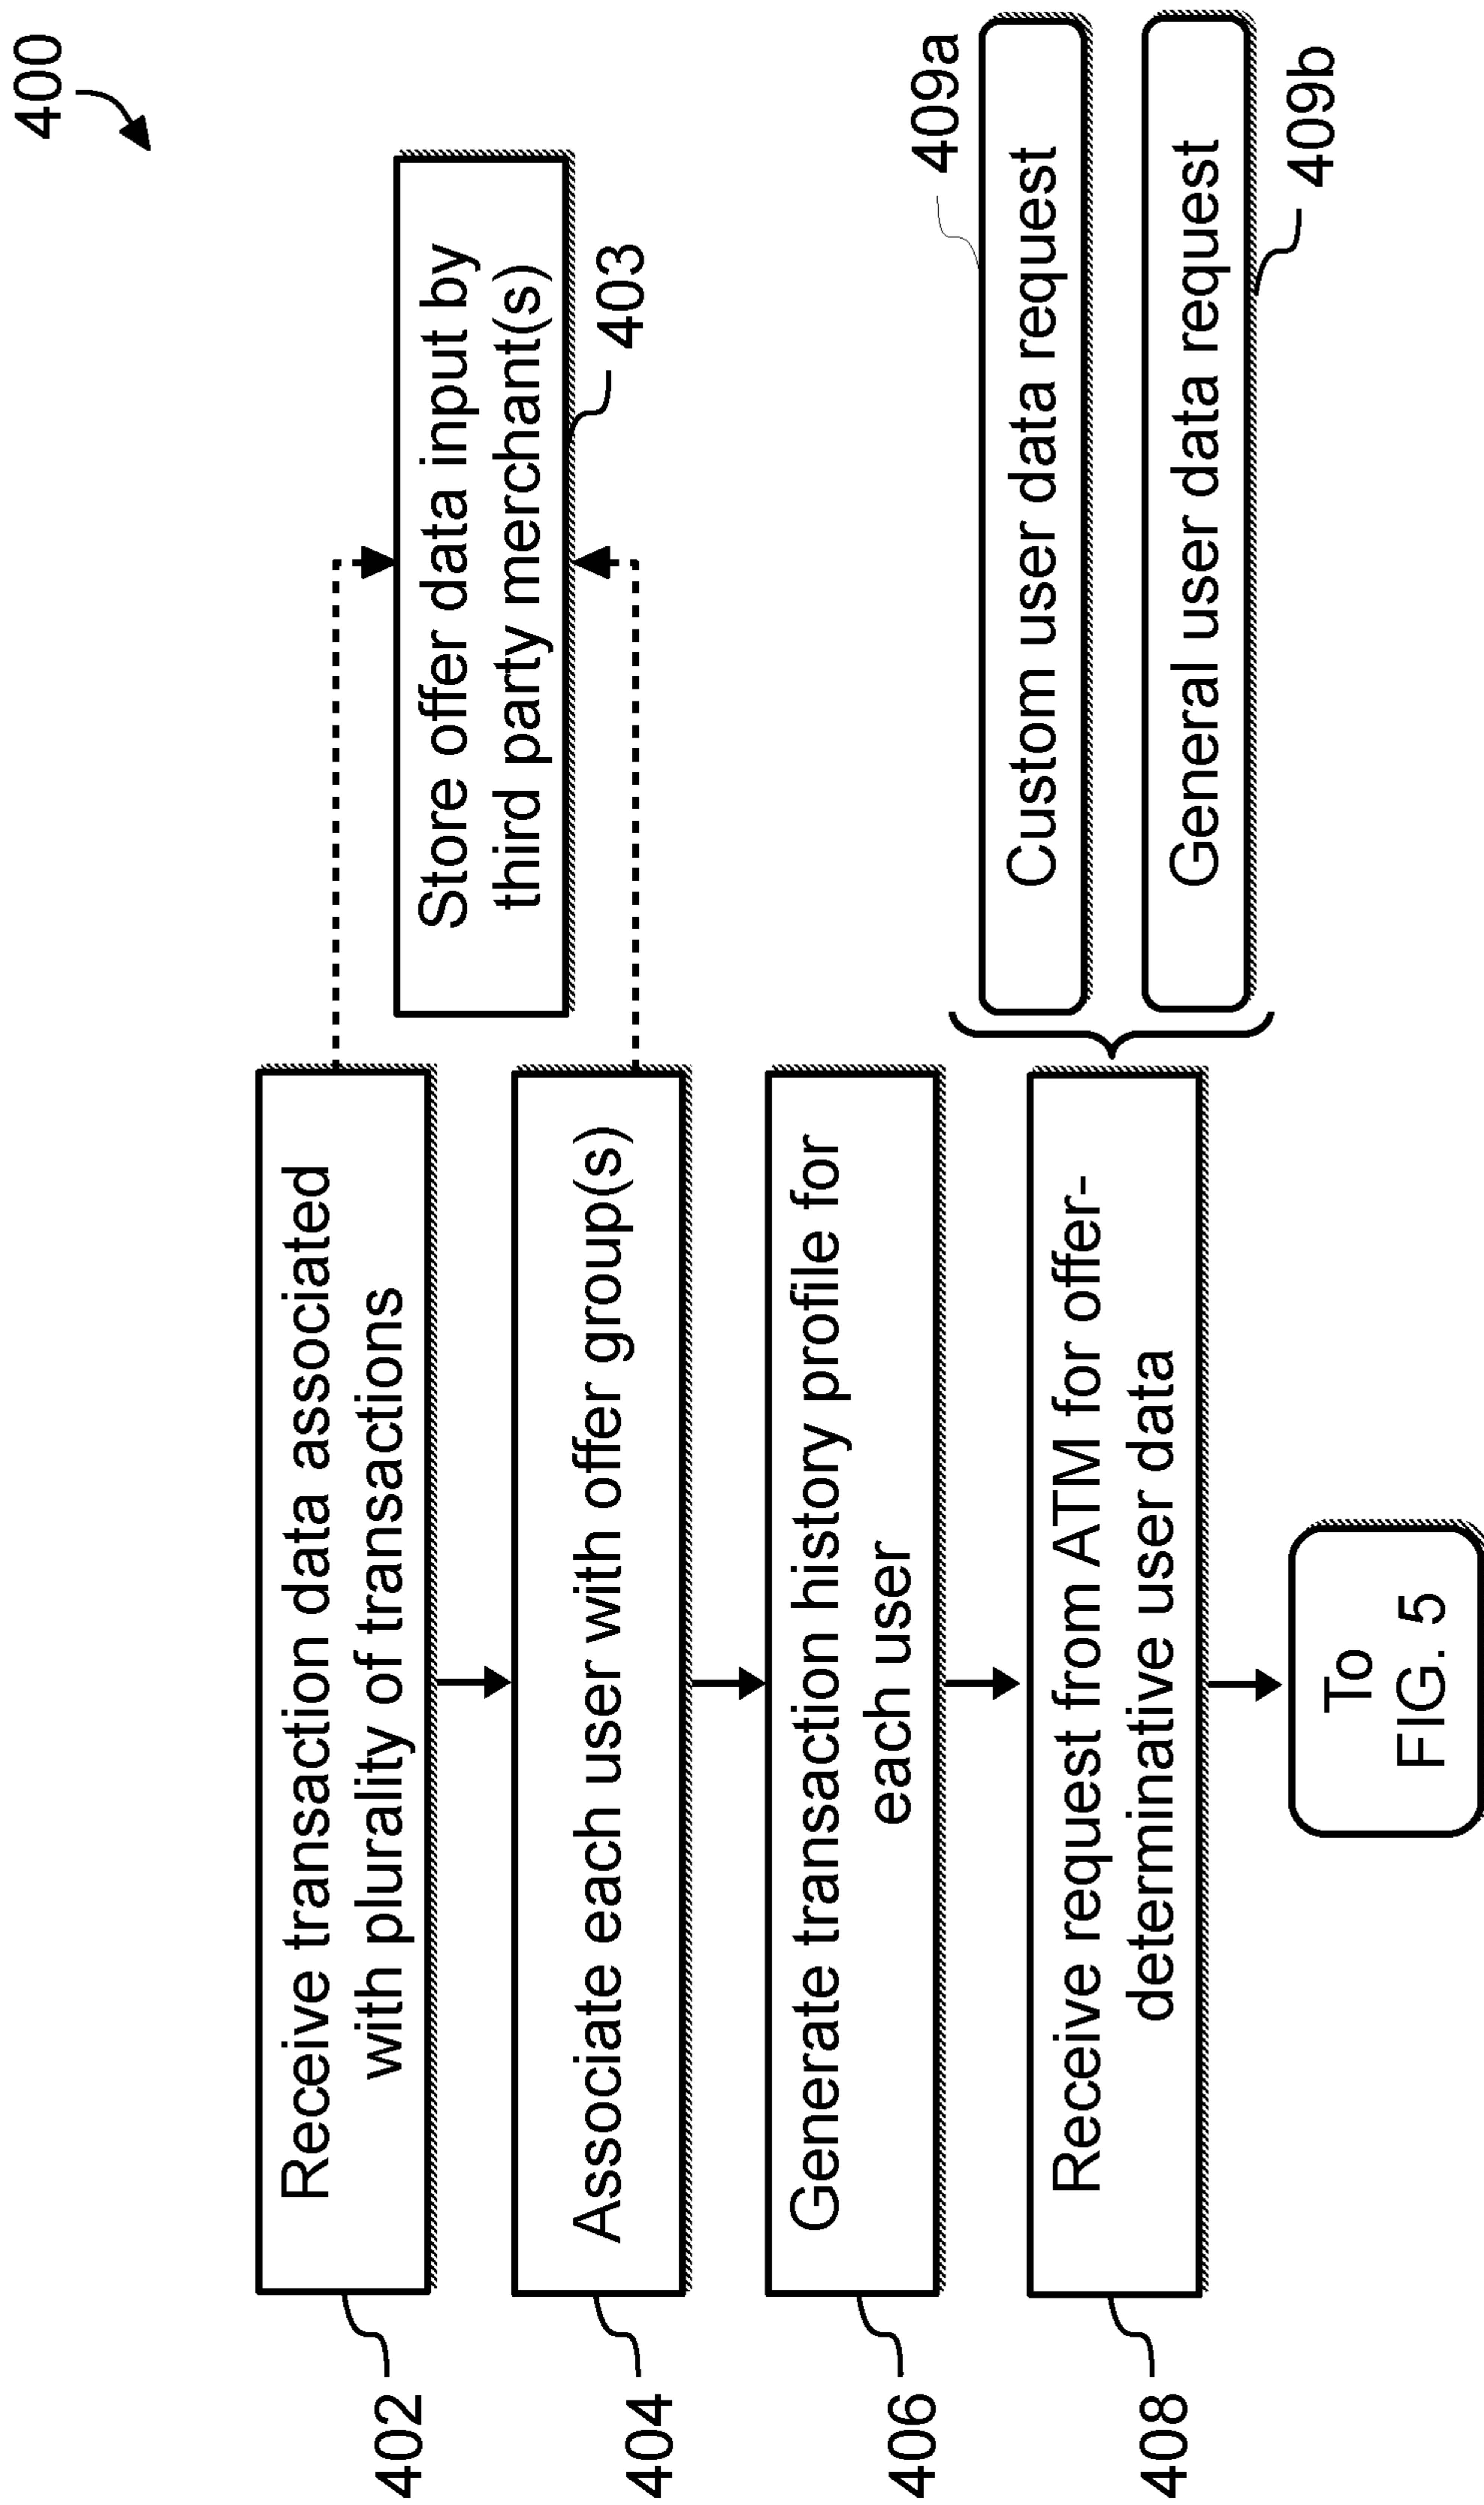 400
402
Receive transaction data associated
with plurality of transactions
Store offer data input by
third party merchant(s)
403
404
Associate each user with offer group(s)
406
Generate transaction history profile for
each user
408
Receive request from ATM for offer-
determinative user data
409a
Custom user data request
General user data request
409b
To
FIG. 5